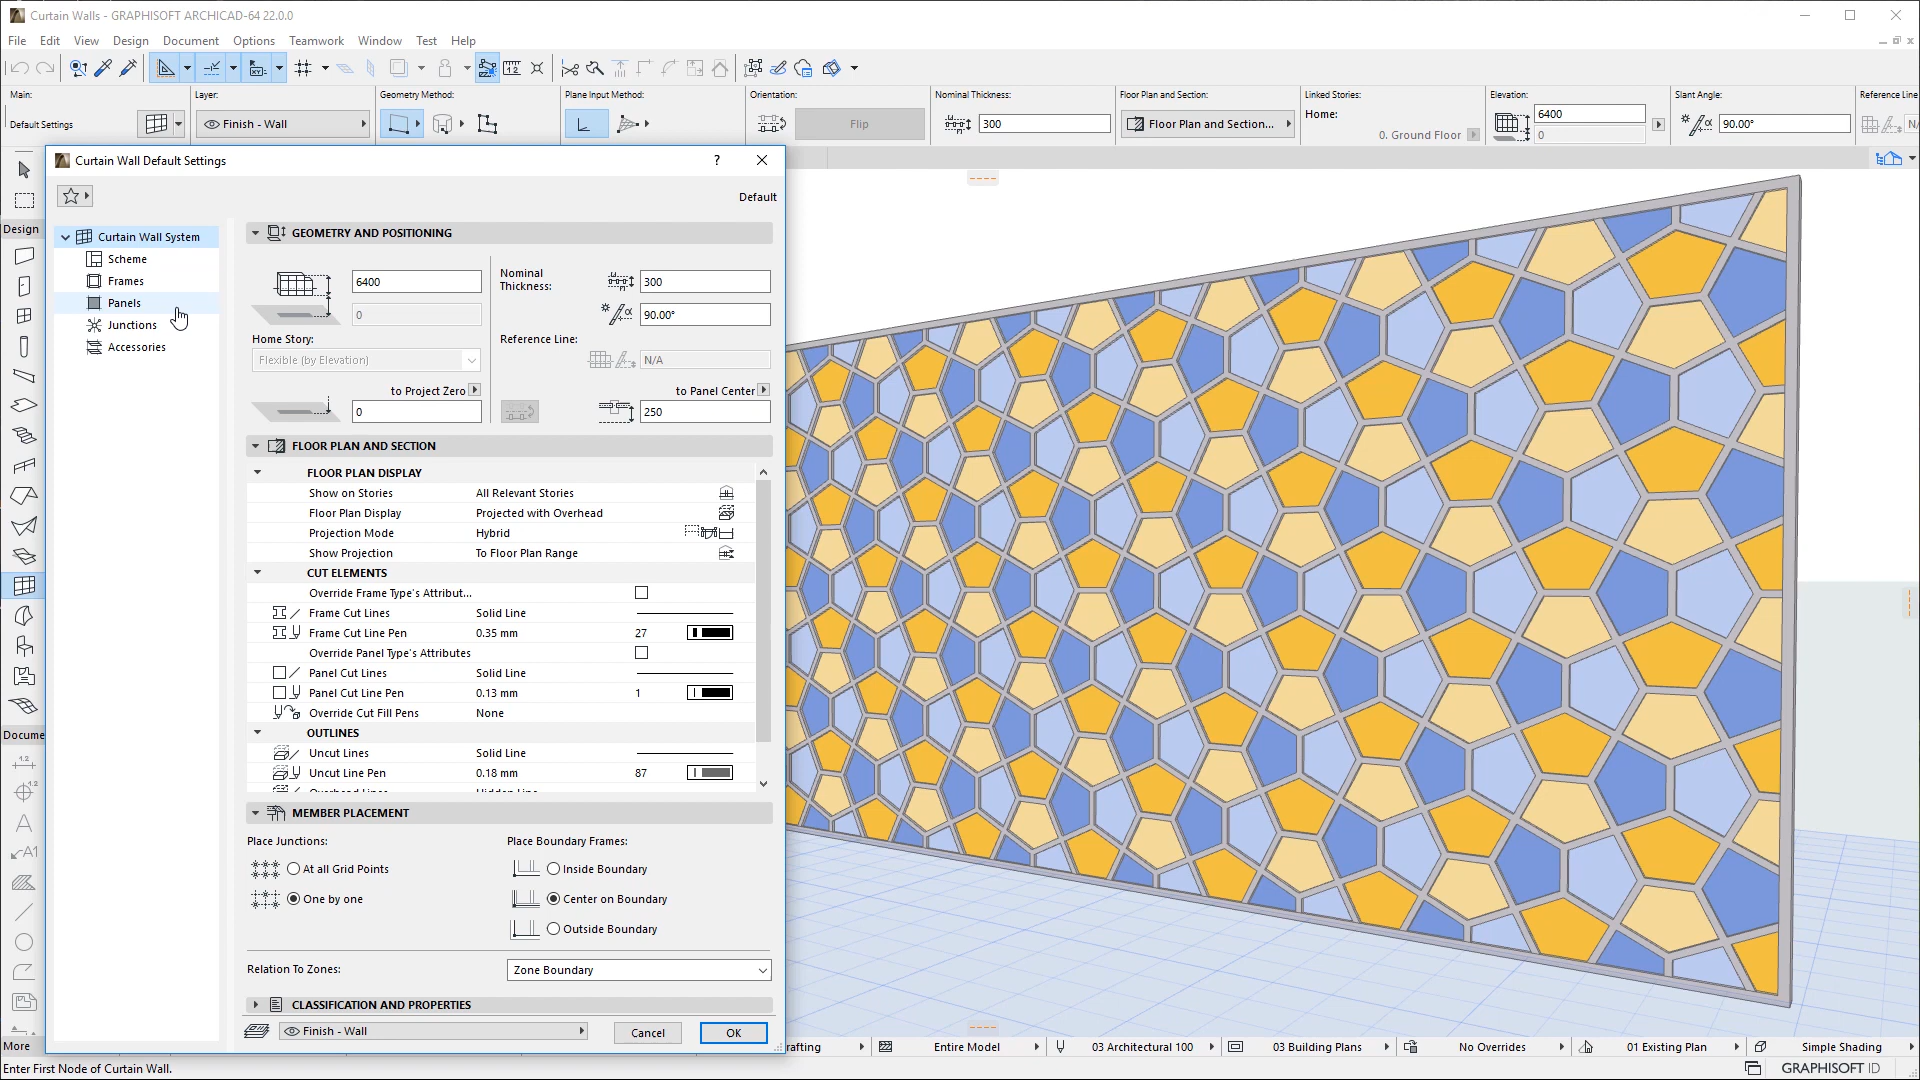 Curtain Walls - GRAPHISOFT ARCHICAD-64 22.0.0
File Edit View Design Document Options Teamwork Window Test Help
Main: Layer: Geometry Method: Plane Input Method: Orientation: Nominal Thickness: Floor Plan and Section: Linked Stories: Elevation: Slant Angle: Reference Line
Default Settings Finish - Wall Flip 300 Floor Plan and Section... Home: 6400 90.00°
0. Ground Floor 0
Curtain Wall Default Settings ?
Default
Design
Curtain Wall System
Scheme
Frames
Panels
Junctions
Accessories
GEOMETRY AND POSITIONING
6400 Nominal Thickness: 300
0 90.00°
Home Story: Reference Line:
Flexible (by Elevation) N/A
to Project Zero to Panel Center
0 250
FLOOR PLAN AND SECTION
FLOOR PLAN DISPLAY
Show on Stories All Relevant Stories
Floor Plan Display Projected with Overhead
Projection Mode Hybrid
Show Projection To Floor Plan Range
CUT ELEMENTS
Override Frame Type's Attribut...
Frame Cut Lines Solid Line
Frame Cut Line Pen 0.35 mm 27
Override Panel Type's Attributes
Panel Cut Lines Solid Line
Panel Cut Line Pen 0.13 mm 1
Override Cut Fill Pens None
OUTLINES
Uncut Lines Solid Line
Uncut Line Pen 0.18 mm 87
Docume
MEMBER PLACEMENT
Place Junctions: Place Boundary Frames:
At all Grid Points Inside Boundary
One by one Center on Boundary
Outside Boundary
Relation To Zones: Zone Boundary
CLASSIFICATION AND PROPERTIES
Finish - Wall Cancel OK
More rafting Entire Model 03 Architectural 100 03 Building Plans No Overrides 01 Existing Plan Simple Shading
Enter First Node of Curtain Wall. GRAPHISOFT ID